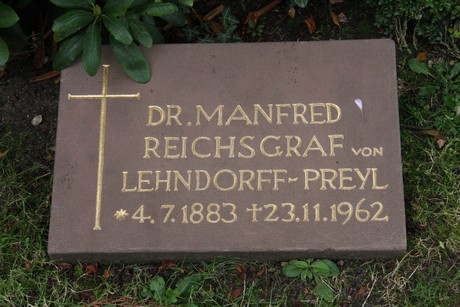 DR. MANFRED
REICHSGRAF VON
LEHNDORFF-PREYL
* 4.7.1883 † 23.11.1962